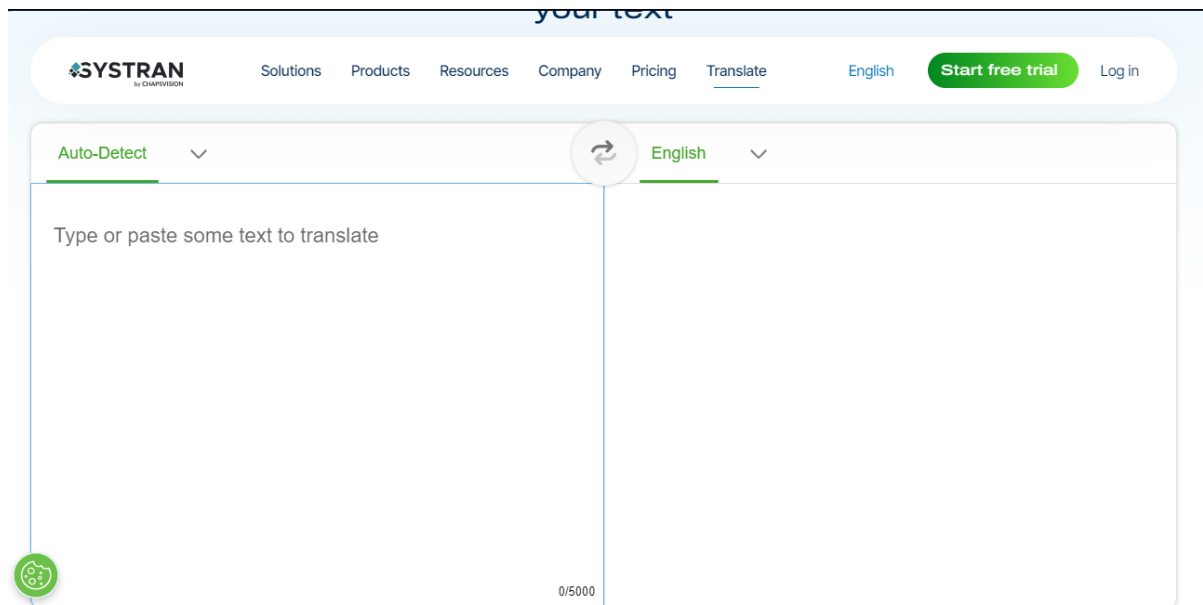 your text
SYSTRAN
by CHAPSVISION
Solutions Products Resources Company Pricing Translate English Start free trial Log in
Auto-Detect English
Type or paste some text to translate
0/5000